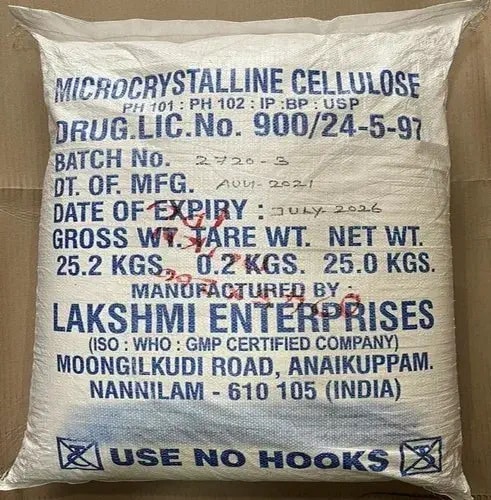 MICROCRYSTALLINE CELLULOSE
PH 101 : PH 102 : IP :BP : USP
DRUG.LIC.No. 900/24-5-97
BATCH No. 2720-3
DT. OF. MFG. AUU-2021
DATE OF EXPIRY : JULY-2026
GROSS WT. TARE WT. NET WT.
25.2 KGS. 0.2 KGS. 25.0 KGS.
MANUFACTURED BY :
LAKSHMI ENTERPRISES
(ISO : WHO : GMP CERTIFIED COMPANY)
MOONGILKUDI ROAD, ANAIKUPPAM.
NANNILAM - 610 105 (INDIA)
USE NO HOOKS